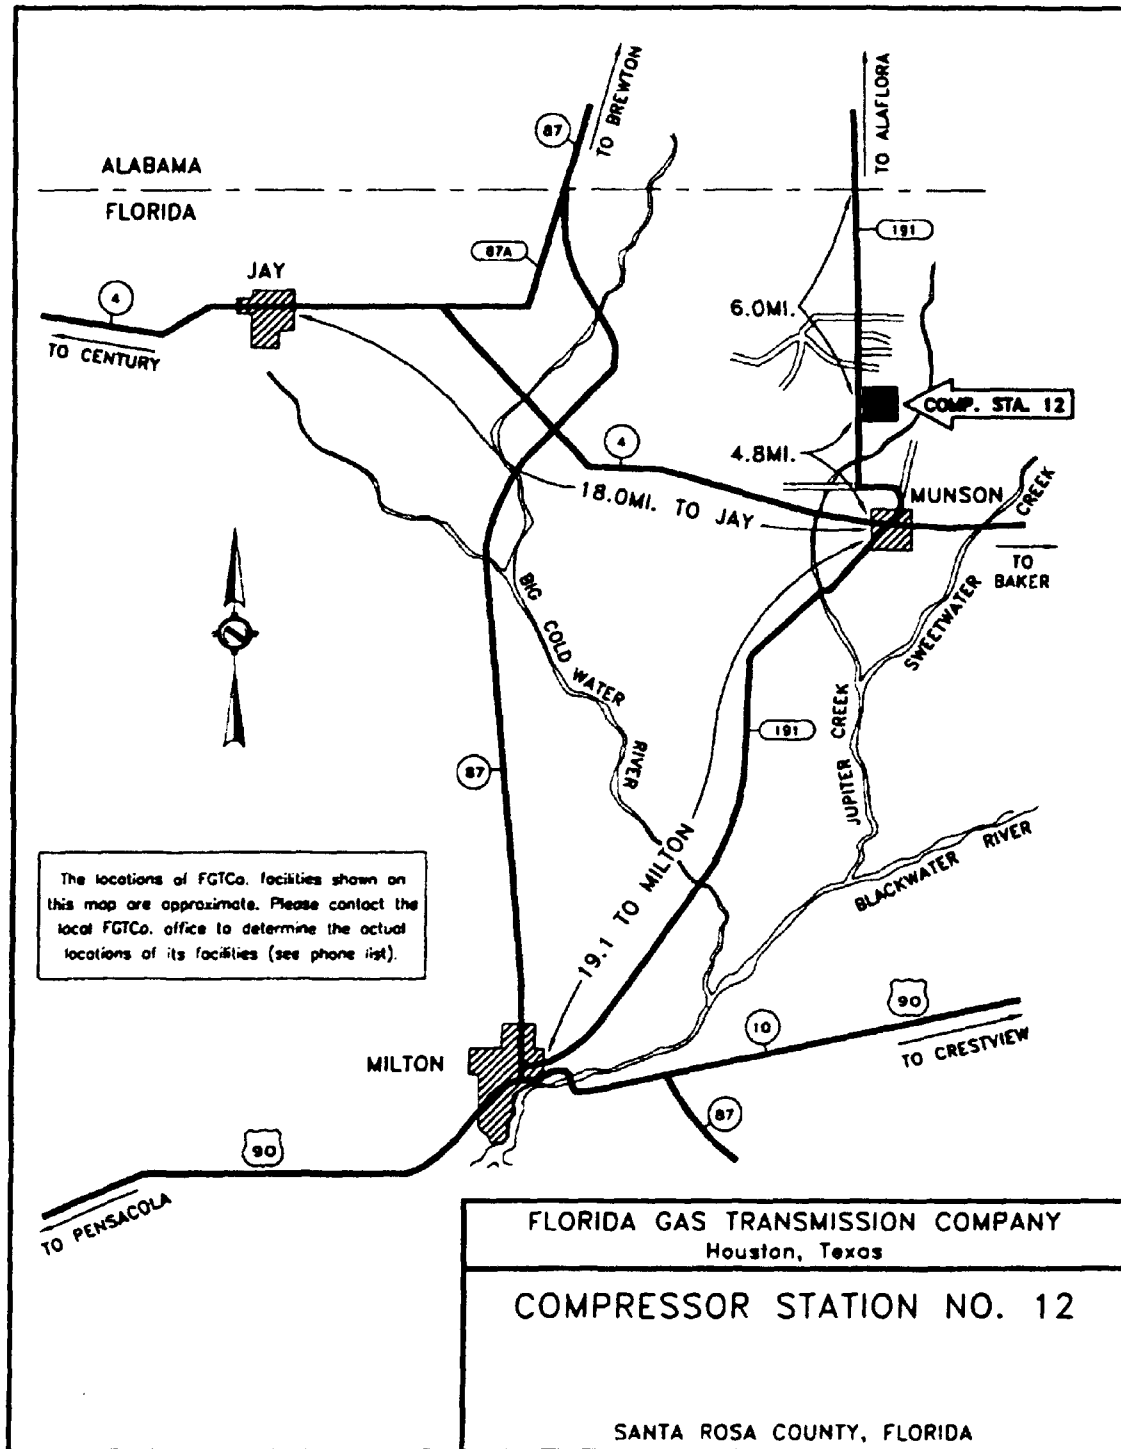 TO BREWTON
TO ALAFLORA
87
ALABAMA
FLORIDA
191
87A
JAY
4
6.0MI.
TO CENTURY
COMP. STA. 12
4
4.8MI.
18.0MI. TO JAY
MUNSON
TO
BAKER
SWEETWATER CREEK
BIG COLD WATER RIVER
191
JUPITER CREEK
87
19.1 TO MILTON
BLACKWATER RIVER
The locations of FGTCo. facilities shown on
this map are approximate. Please contact the
local FGTCo. office to determine the actual
locations of its facilities (see phone list).
90
10
TO CRESTVIEW
MILTON
87
90
TO PENSACOLA
FLORIDA GAS TRANSMISSION COMPANY
Houston, Texas
COMPRESSOR STATION NO. 12
SANTA ROSA COUNTY, FLORIDA